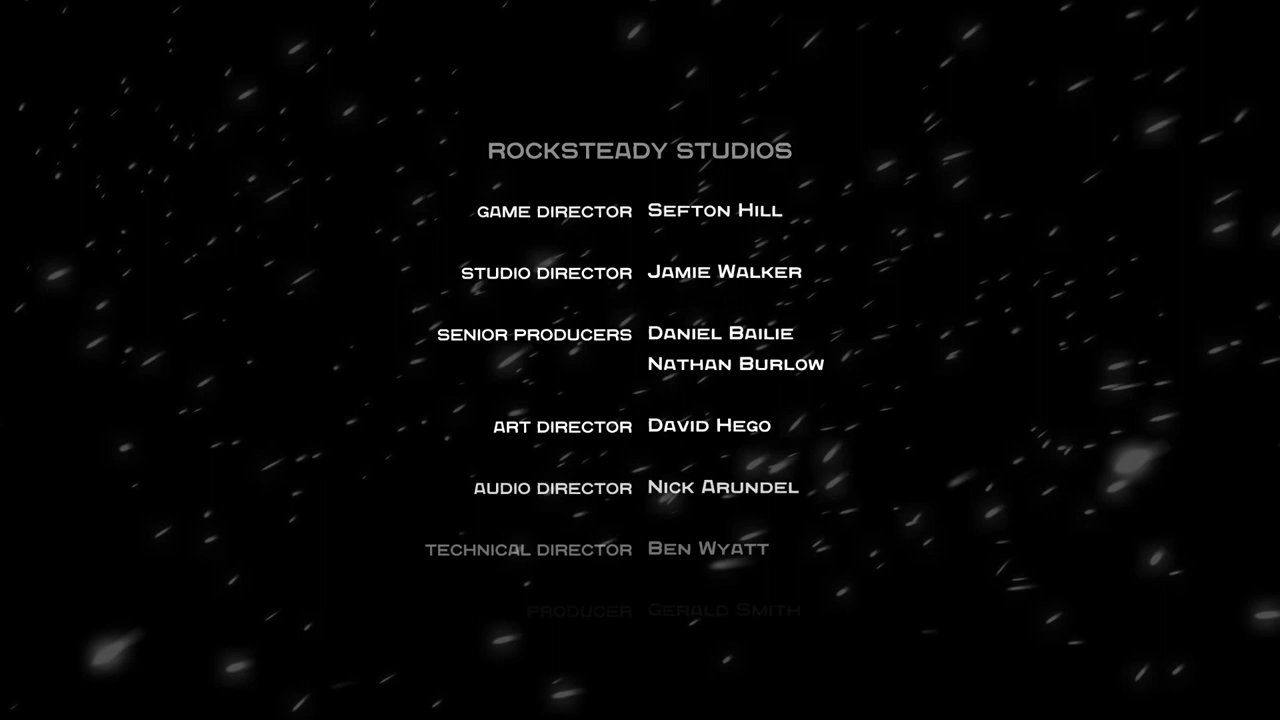 ROCKSTEADY STUDIOS
GAME DIRECTOR SEFTON HILL
STUDIO DIRECTOR JAMIE WALKER
SENIOR PRODUCERS DANIEL BAILIE
NATHAN BURLOW
ART DIRECTOR DAVID HEGO
AUDIO DIRECTOR NICK ARUNDEL
TECHNICAL DIRECTOR BEN WYATT
PRODUCER GERALD SMITH